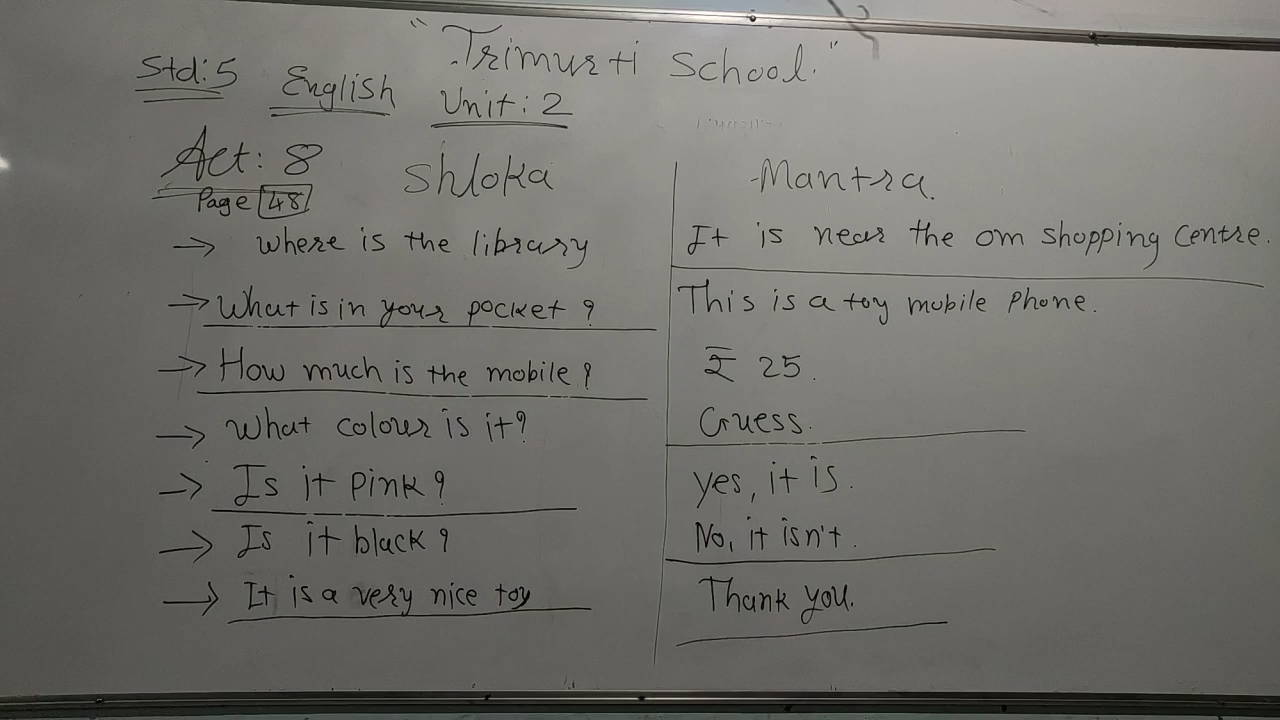 "Trimurti School."
Std: 5 English Unit: 2
Act: 8
Page 48
Shloka Mantra.
→ where is the library It is near the om shopping centre.
→ What is in your pocket? This is a toy mobile phone.
→ How much is the mobile? ₹ 25.
→ What colour is it? Guess.
→ Is it pink? yes, it is.
→ Is it black? No, it isn't.
→ It is a very nice toy Thank you.